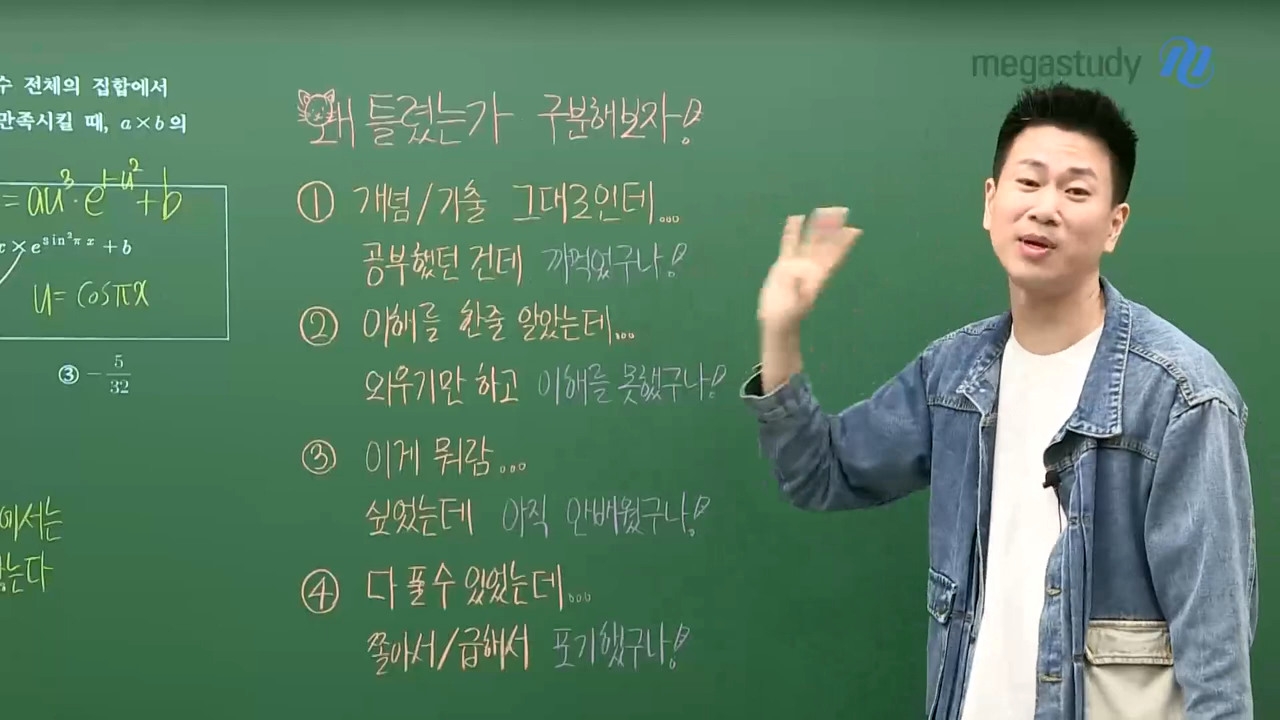 megastudy
수 전체의 집합에서
만족시킬 때, a×b의
= au³·e^{1-u²}+b
x×e^{sin²πx}+b
u = cosπx
③ -5/32
에서는
는다
왜 틀렸는가 구분해보자!
① 개념/기출 그대로인데...
공부했던 건데 까먹었구나!
② 이해를 한줄 알았는데...
외우기만 하고 이해를 못했구나!
③ 이게 뭐람...
싶었는데 아직 안배웠구나!
④ 다 풀수 있었는데...
쫄아서/급해서 포기했구나!